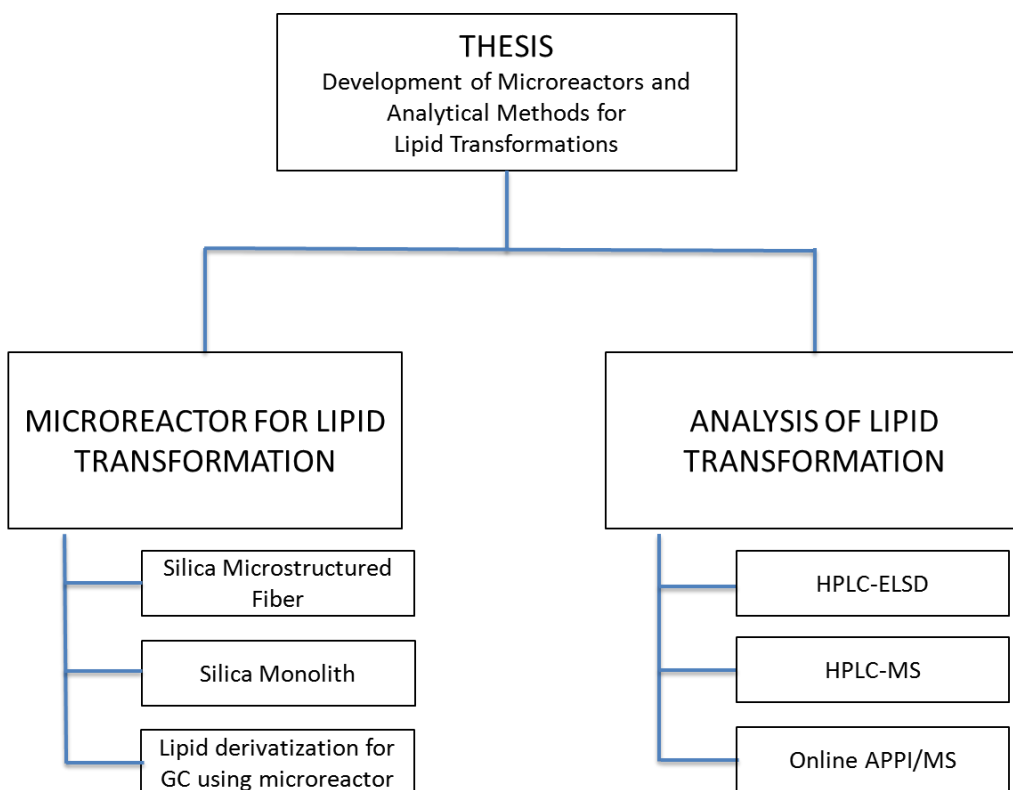 THESIS
Development of Microreactors and
Analytical Methods for
Lipid Transformations
MICROREACTOR FOR LIPID
TRANSFORMATION
Silica Microstructured
Fiber
Silica Monolith
Lipid derivatization for
GC using microreactor
ANALYSIS OF LIPID
TRANSFORMATION
HPLC-ELSD
HPLC-MS
Online APPI/MS